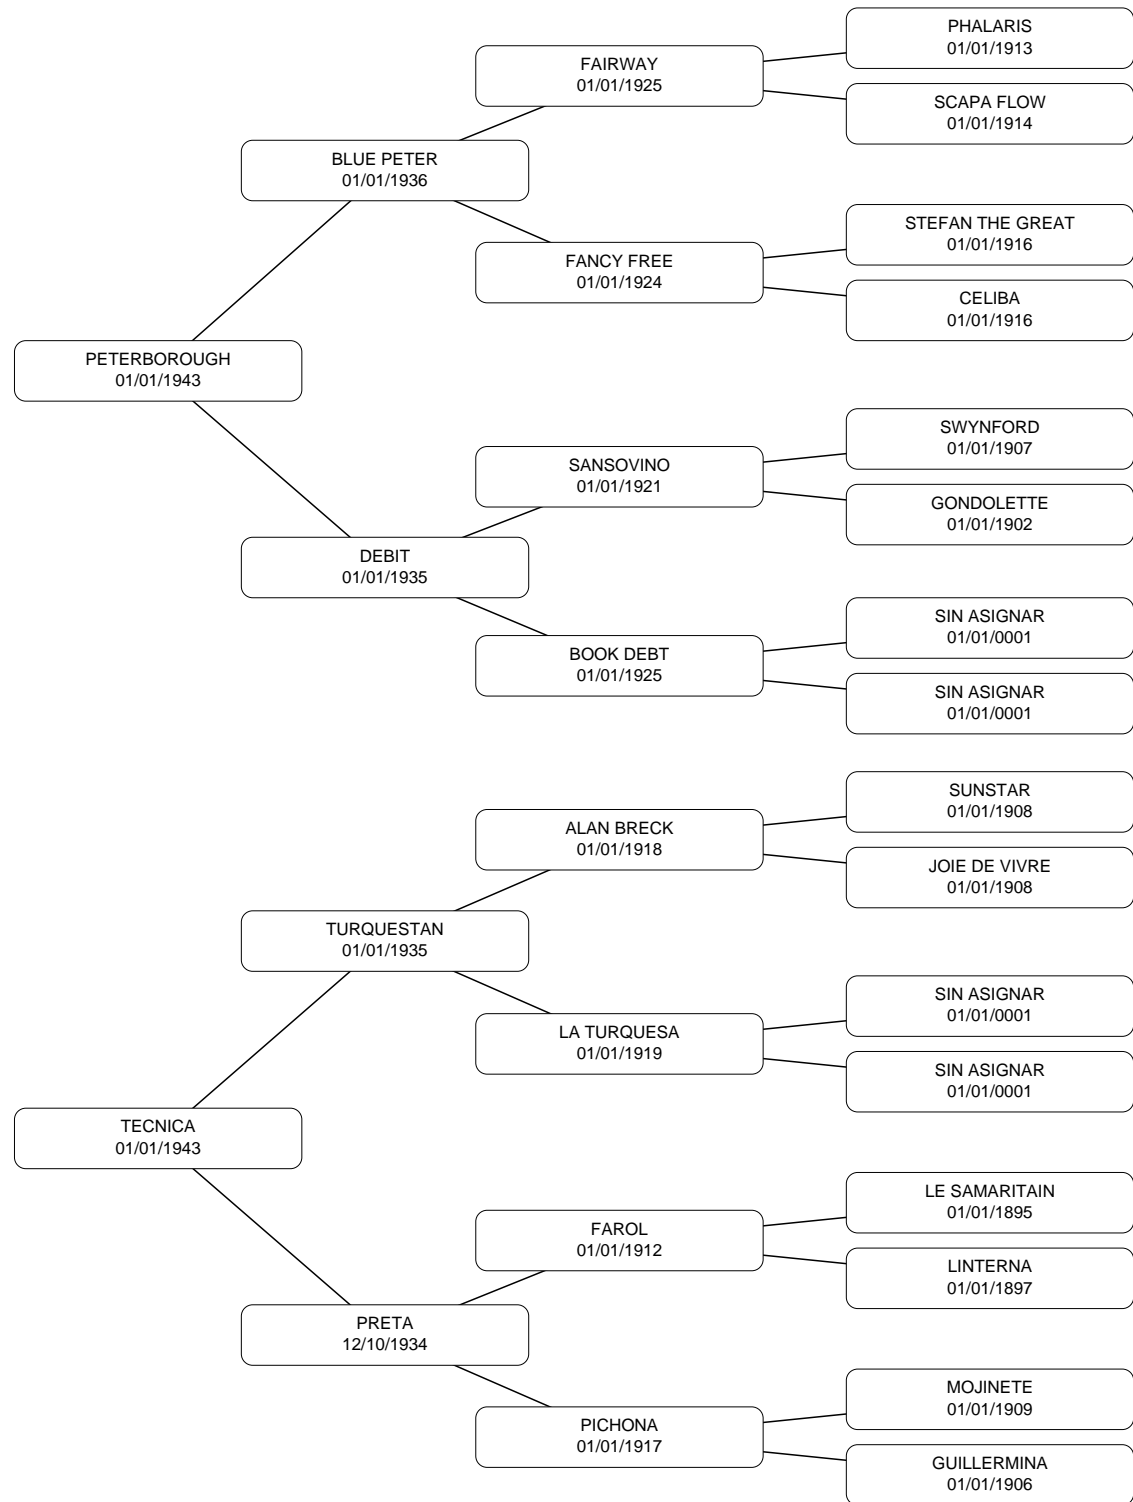 PHALARIS
01/01/1913
FAIRWAY
01/01/1925
SCAPA FLOW
01/01/1914
BLUE PETER
01/01/1936
STEFAN THE GREAT
01/01/1916
FANCY FREE
01/01/1924
CELIBA
01/01/1916
PETERBOROUGH
01/01/1943
SWYNFORD
01/01/1907
SANSOVINO
01/01/1921
GONDOLETTE
01/01/1902
DEBIT
01/01/1935
SIN ASIGNAR
01/01/0001
BOOK DEBT
01/01/1925
SIN ASIGNAR
01/01/0001
SUNSTAR
01/01/1908
ALAN BRECK
01/01/1918
JOIE DE VIVRE
01/01/1908
TURQUESTAN
01/01/1935
SIN ASIGNAR
01/01/0001
LA TURQUESA
01/01/1919
SIN ASIGNAR
01/01/0001
TECNICA
01/01/1943
LE SAMARITAIN
01/01/1895
FAROL
01/01/1912
LINTERNA
01/01/1897
PRETA
12/10/1934
MOJINETE
01/01/1909
PICHONA
01/01/1917
GUILLERMINA
01/01/1906